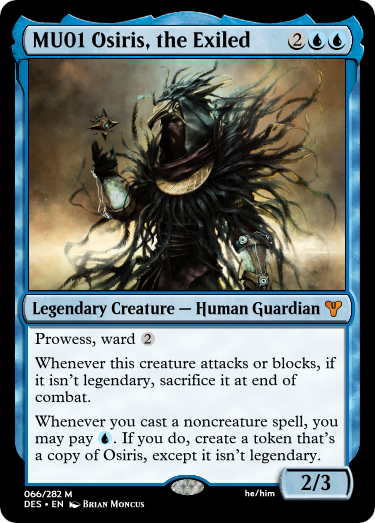 MU01 Osiris, the Exiled 2
Legendary Creature — Human Guardian
Prowess, ward 2
Whenever this creature attacks or blocks, if
it isn't legendary, sacrifice it at end of
combat.
Whenever you cast a noncreature spell, you
may pay 💧. If you do, create a token that's
a copy of Osiris, except it isn't legendary.
2/3
066/282 M he/him
DES • EN Brian Moncus